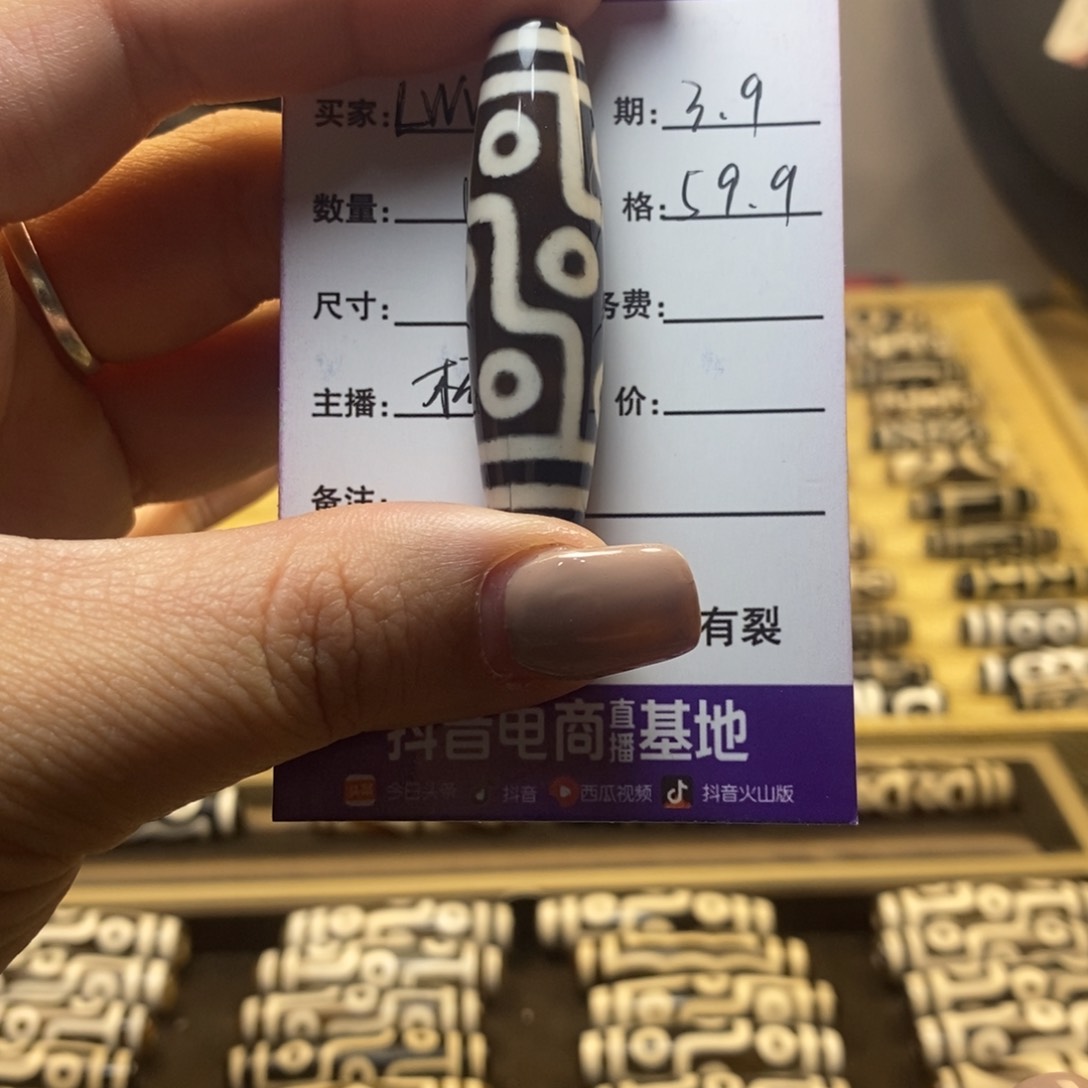 买家: LW
期: 3.9
数量:
格: 59.9
尺寸:
务费:
主播:
价:
备注:
有裂
抖音电商直播基地
今日头条 抖音 西瓜视频 抖音火山版